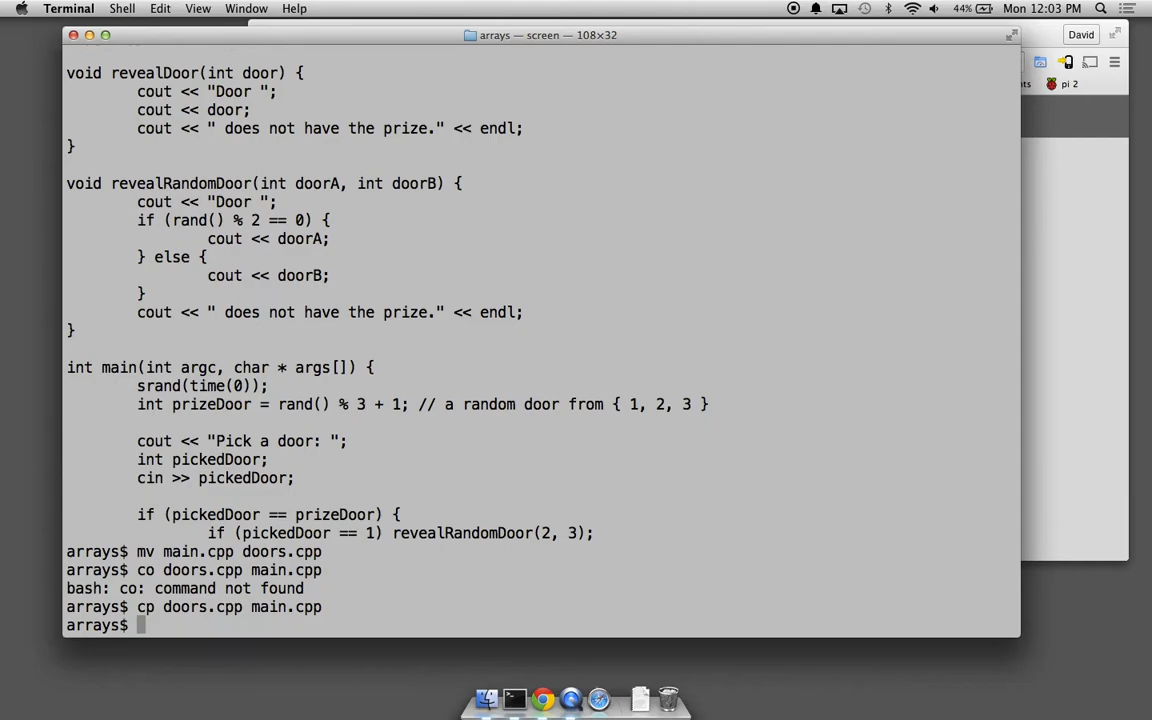 Terminal Shell Edit View Window Help 44% Mon 12:03 PM
arrays — screen — 108×32
David
pi 2
void revealDoor(int door) {
cout << "Door ";
cout << door;
cout << " does not have the prize." << endl;
}
void revealRandomDoor(int doorA, int doorB) {
cout << "Door ";
if (rand() % 2 == 0) {
cout << doorA;
} else {
cout << doorB;
}
cout << " does not have the prize." << endl;
}
int main(int argc, char * args[]) {
srand(time(0));
int prizeDoor = rand() % 3 + 1; // a random door from { 1, 2, 3 }
cout << "Pick a door: ";
int pickedDoor;
cin >> pickedDoor;
if (pickedDoor == prizeDoor) {
if (pickedDoor == 1) revealRandomDoor(2, 3);
arrays$ mv main.cpp doors.cpp
arrays$ co doors.cpp main.cpp
bash: co: command not found
arrays$ cp doors.cpp main.cpp
arrays$